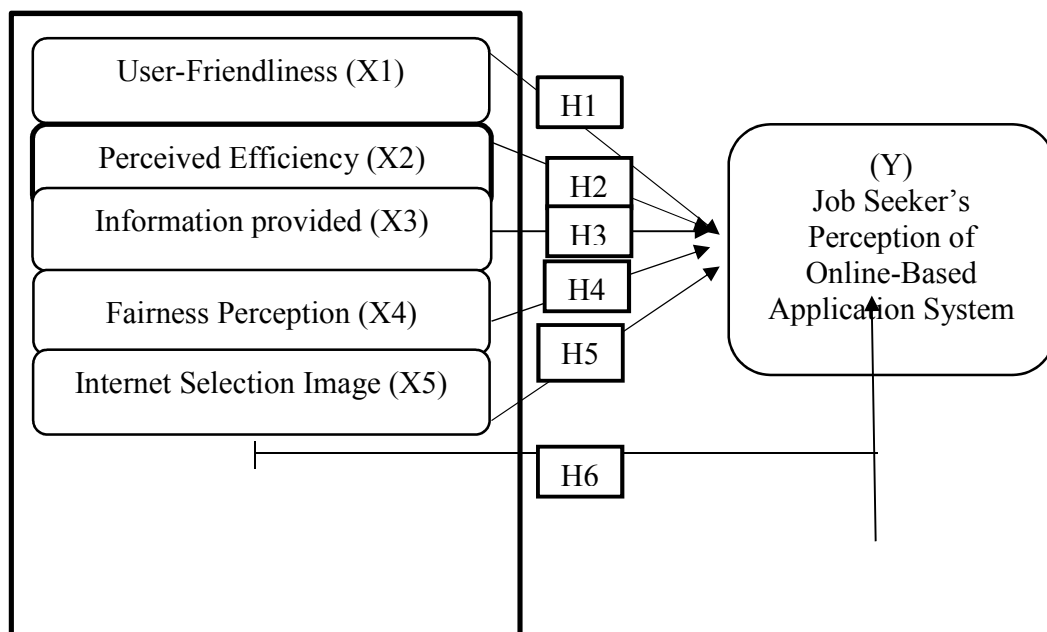 User-Friendliness (X1)
H1
Perceived Efficiency (X2)
H2
Information provided (X3)
H3
Fairness Perception (X4)
H4
Internet Selection Image (X5)
H5
H6
(Y)
Job Seeker’s
Perception of
Online-Based
Application System